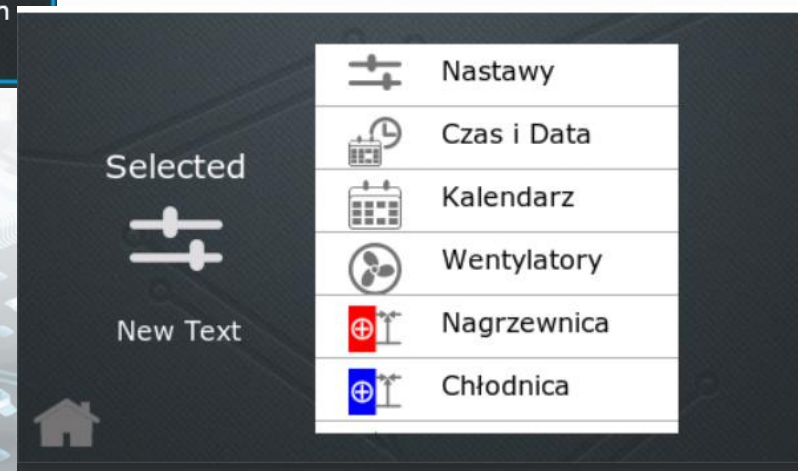 n
Selected
New Text
Nastawy
Czas i Data
Kalendarz
Wentylatory
Nagrzewnica
Chłodnica